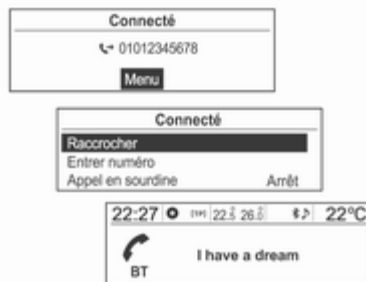 Connecté
01012345678
Menu
Connecté
Raccrocher
Entrer numéro
Appel en sourdine Arrêt
22:27 22.5 26.0 22°C
I have a dream
BT